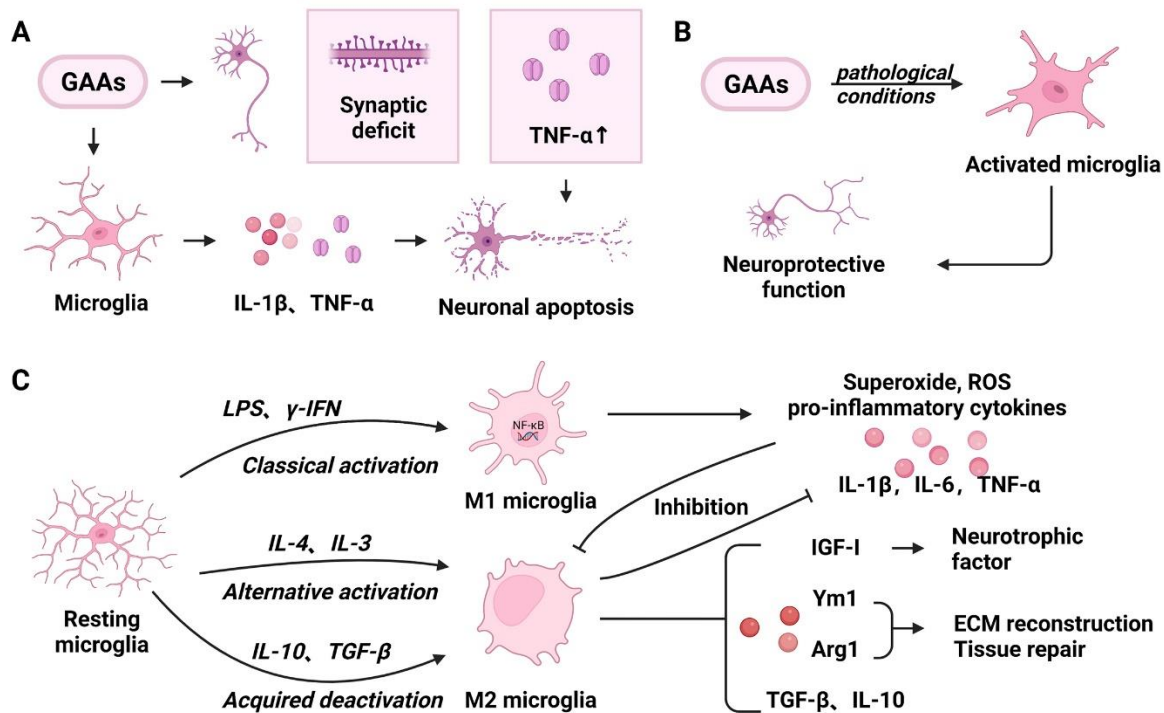 A
GAAs
Synaptic
deficit
TNF-α↑
Microglia
IL-1β、TNF-α
Neuronal apoptosis
B
GAAs
pathological
conditions
Activated microglia
Neuroprotective
function
C
LPS、γ-IFN
Classical activation
NF-κB
M1 microglia
Superoxide, ROS
pro-inflammatory cytokines
IL-1β, IL-6, TNF-α
Inhibition
Resting
microglia
IL-4、IL-3
Alternative activation
IL-10、TGF-β
Acquired deactivation
M2 microglia
IGF-I
Neurotrophic
factor
Ym1
Arg1
ECM reconstruction
Tissue repair
TGF-β、IL-10